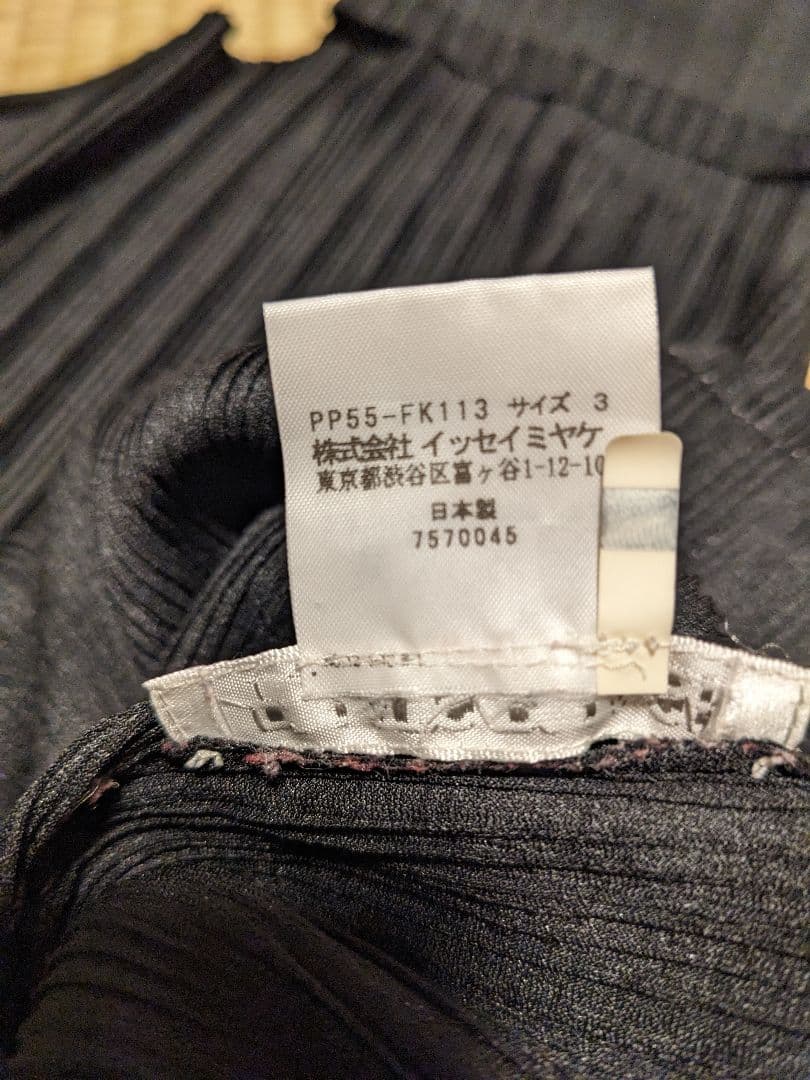 PP55-FK113 サイズ 3
株式会社 イッセイミヤケ
東京都渋谷区富ヶ谷1-12-10
日本製
7570045